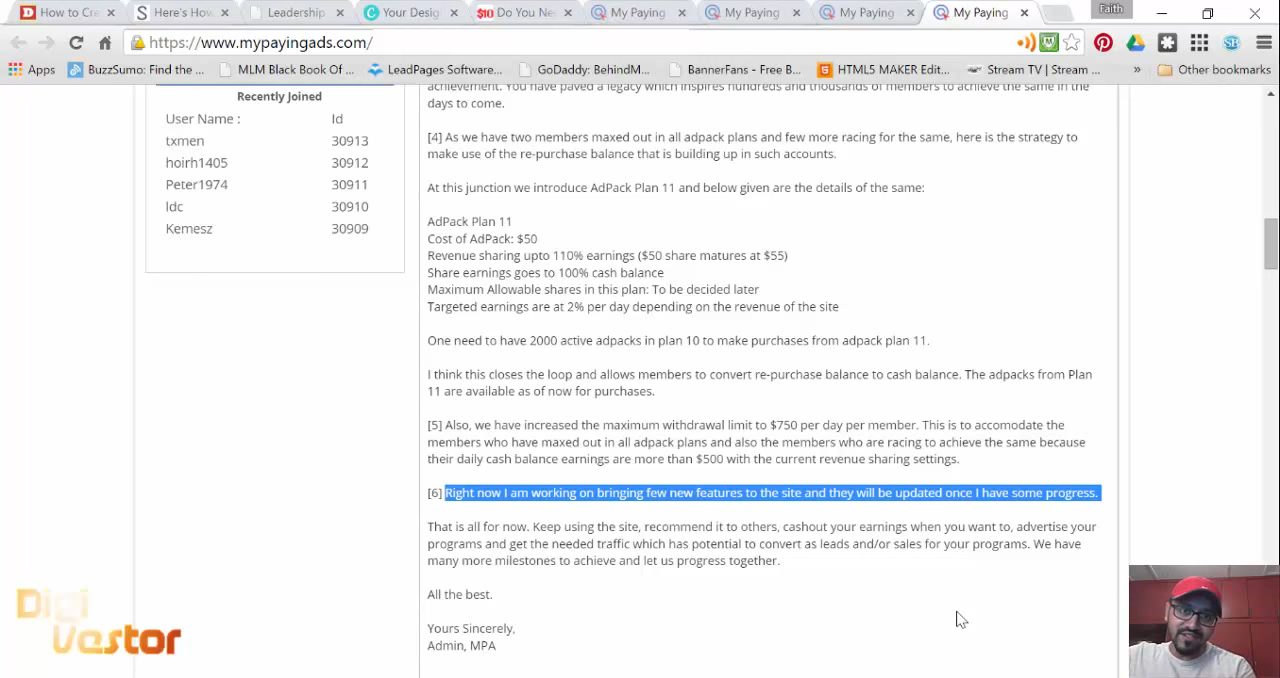 How to Cre
Here's How
Leadership
Your Desig
$10 Do You Ne
My Paying
My Paying
My Paying
My Paying
Faith
https://www.mypayingads.com/
Apps
BuzzSumo: Find the ...
MLM Black Book Of ...
LeadPages Software...
GoDaddy: BehindM...
BannerFans - Free B...
HTML5 MAKER Edit...
Stream TV | Stream ...
»
Other bookmarks
Recently Joined
User Name : Id
txmen 30913
hoirh1405 30912
Peter1974 30911
ldc 30910
Kemesz 30909
achievement. You have paved a legacy which inspires hundreds and thousands of members to achieve the same in the
days to come.
[4] As we have two members maxed out in all adpack plans and few more racing for the same, here is the strategy to
make use of the re-purchase balance that is building up in such accounts.
At this junction we introduce AdPack Plan 11 and below given are the details of the same:
AdPack Plan 11
Cost of AdPack: $50
Revenue sharing upto 110% earnings ($50 share matures at $55)
Share earnings goes to 100% cash balance
Maximum Allowable shares in this plan: To be decided later
Targeted earnings are at 2% per day depending on the revenue of the site
One need to have 2000 active adpacks in plan 10 to make purchases from adpack plan 11.
I think this closes the loop and allows members to convert re-purchase balance to cash balance. The adpacks from Plan
11 are available as of now for purchases.
[5] Also, we have increased the maximum withdrawal limit to $750 per day per member. This is to accomodate the
members who have maxed out in all adpack plans and also the members who are racing to achieve the same because
their daily cash balance earnings are more than $500 with the current revenue sharing settings.
[6] Right now I am working on bringing few new features to the site and they will be updated once I have some progress.
That is all for now. Keep using the site, recommend it to others, cashout your earnings when you want to, advertise your
programs and get the needed traffic which has potential to convert as leads and/or sales for your programs. We have
many more milestones to achieve and let us progress together.
All the best.
Yours Sincerely,
Admin, MPA
Digi
Vestor